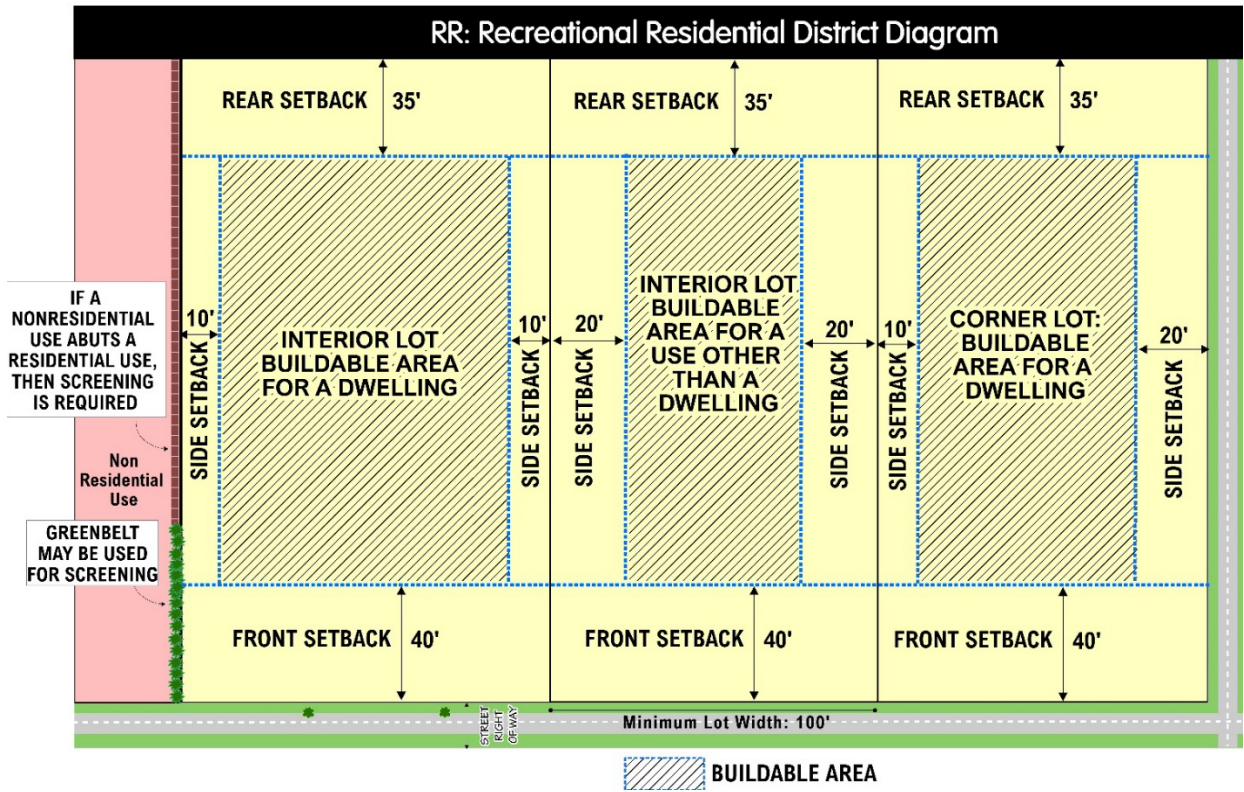 RR: Recreational Residential District Diagram
REAR SETBACK 35'
REAR SETBACK 35'
REAR SETBACK 35'
IF A
NONRESIDENTIAL
USE ABUTS A
RESIDENTIAL USE,
THEN SCREENING
IS REQUIRED
Non
Residential
Use
GREENBELT
MAY BE USED
FOR SCREENING
10'
SIDE SETBACK
INTERIOR LOT
BUILDABLE AREA
FOR A DWELLING
10'
SIDE SETBACK
20'
SIDE SETBACK
INTERIOR LOT
BUILDABLE
AREA FOR A
USE OTHER
THAN A
DWELLING
20'
SIDE SETBACK
10'
SIDE SETBACK
CORNER LOT:
BUILDABLE
AREA FOR A
DWELLING
20'
SIDE SETBACK
FRONT SETBACK 40'
FRONT SETBACK 40'
FRONT SETBACK 40'
STREET
RIGHT
OF WAY
Minimum Lot Width: 100'
BUILDABLE AREA